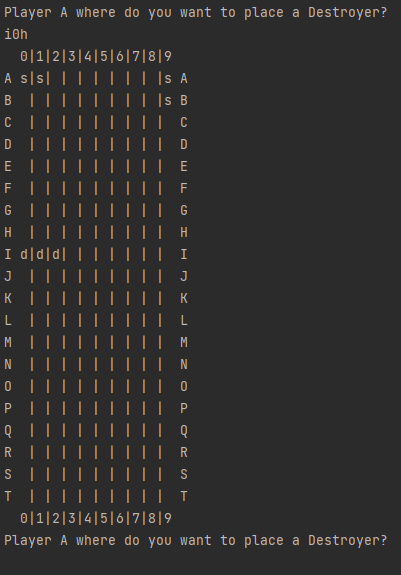 Player A where do you want to place a Destroyer?
i0h
  0|1|2|3|4|5|6|7|8|9
A s|s| | | | | | | |s A
B  | | | | | | | | |s B
C  | | | | | | | | |  C
D  | | | | | | | | |  D
E  | | | | | | | | |  E
F  | | | | | | | | |  F
G  | | | | | | | | |  G
H  | | | | | | | | |  H
I d|d|d| | | | | | |  I
J  | | | | | | | | |  J
K  | | | | | | | | |  K
L  | | | | | | | | |  L
M  | | | | | | | | |  M
N  | | | | | | | | |  N
O  | | | | | | | | |  O
P  | | | | | | | | |  P
Q  | | | | | | | | |  Q
R  | | | | | | | | |  R
S  | | | | | | | | |  S
T  | | | | | | | | |  T
  0|1|2|3|4|5|6|7|8|9
Player A where do you want to place a Destroyer?